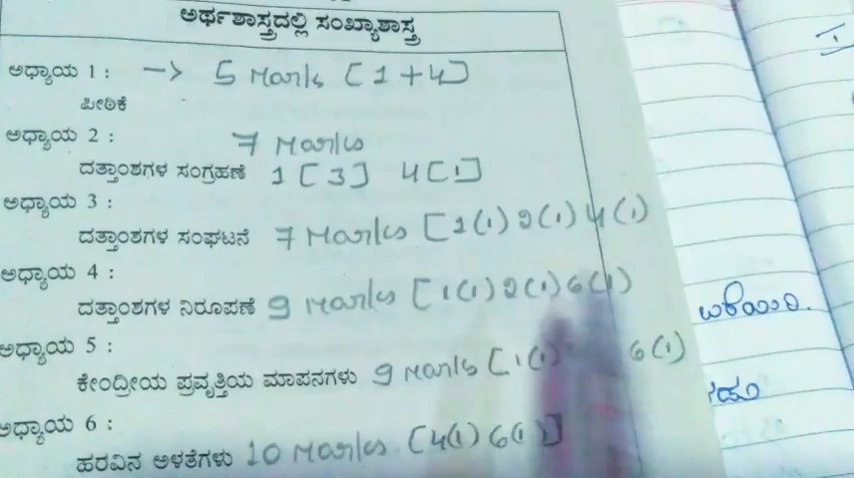 ಅರ್ಥಶಾಸ್ತ್ರದಲ್ಲಿ ಸಂಖ್ಯಾಶಾಸ್ತ್ರ
ಅಧ್ಯಾಯ 1 : → 5 Marks [1+4]
ಪೀಠಿಕೆ
ಅಧ್ಯಾಯ 2 : 7 Marks
ದತ್ತಾಂಶಗಳ ಸಂಗ್ರಹಣೆ 1[3] 4[1]
ಅಧ್ಯಾಯ 3 :
ದತ್ತಾಂಶಗಳ ಸಂಘಟನೆ 7 Marks [1(1) 2(1) 4(1)
ಅಧ್ಯಾಯ 4 :
ದತ್ತಾಂಶಗಳ ನಿರೂಪಣೆ 9 Marks [1(1) 2(1) 6(1)
ಅಧ್ಯಾಯ 5 :
ಕೇಂದ್ರೀಯ ಪ್ರವೃತ್ತಿಯ ಮಾಪನಗಳು 9 Marks [1(1) 6(1)
ಅಧ್ಯಾಯ 6 :
ಹರವಿನ ಅಳತೆಗಳು 10 Marks [4(1) 6(1)]